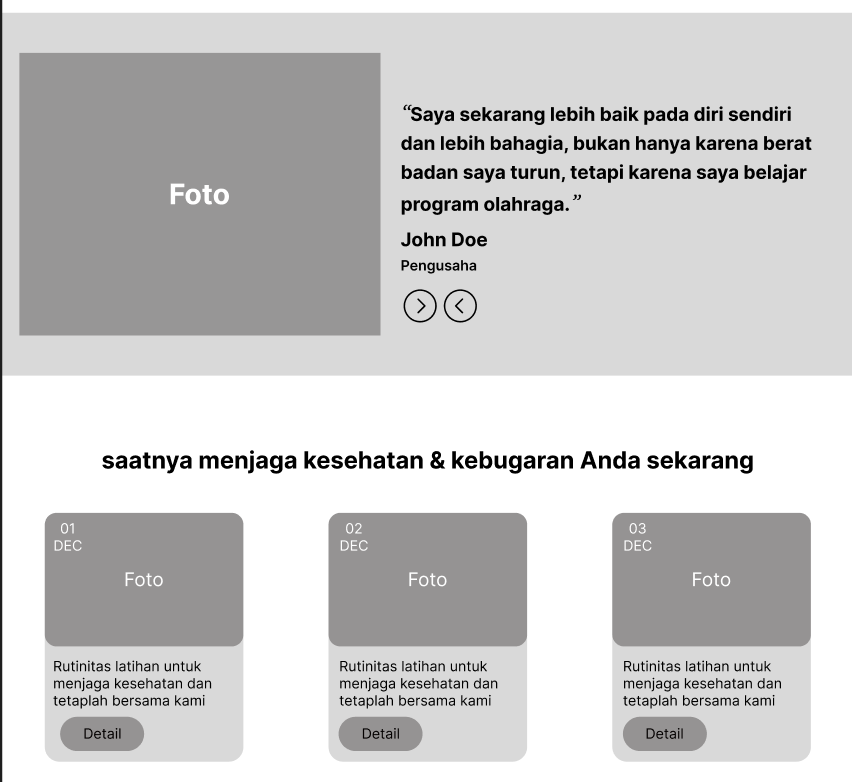 Foto
“Saya sekarang lebih baik pada diri sendiri
dan lebih bahagia, bukan hanya karena berat
badan saya turun, tetapi karena saya belajar
program olahraga.”
John Doe
Pengusaha
saatnya menjaga kesehatan & kebugaran Anda sekarang
01
DEC
Foto
Rutinitas latihan untuk
menjaga kesehatan dan
tetaplah bersama kami
Detail
02
DEC
Foto
Rutinitas latihan untuk
menjaga kesehatan dan
tetaplah bersama kami
Detail
03
DEC
Foto
Rutinitas latihan untuk
menjaga kesehatan dan
tetaplah bersama kami
Detail